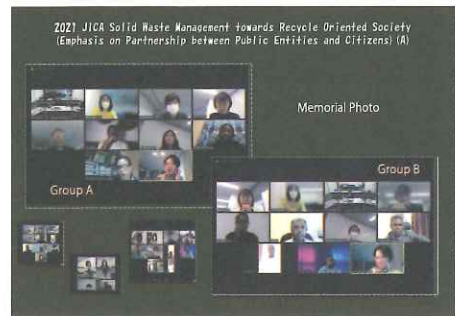 2021 JICA Solid Waste Management towards Recycle Oriented Society
(Emphasis on Partnership between Public Entities and Citizens) (A)
Memorial Photo
Group A
Group B